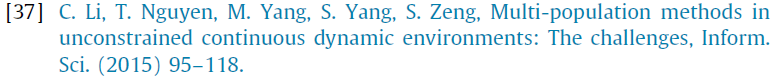 [37] C. Li, T. Nguyen, M. Yang, S. Yang, S. Zeng, Multi-population methods in
unconstrained continuous dynamic environments: The challenges, Inform.
Sci. (2015) 95–118.